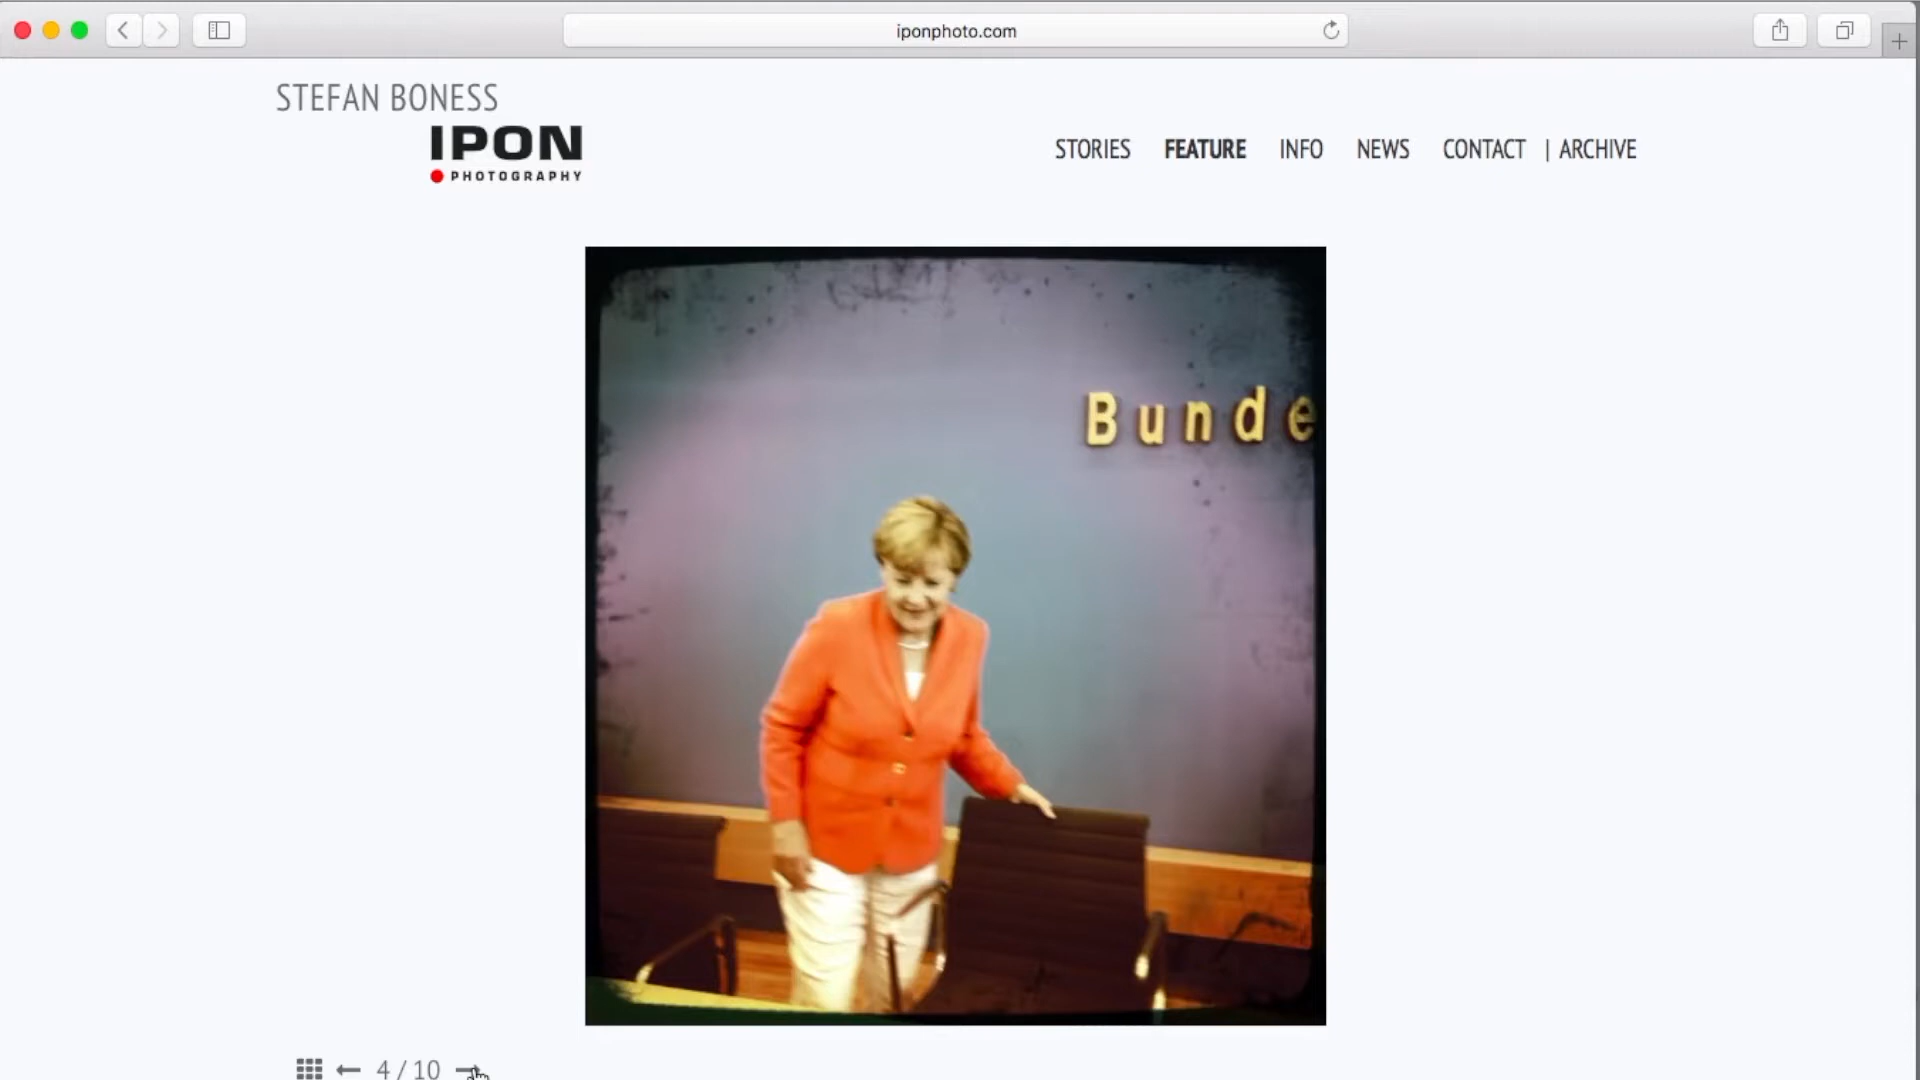 iponphoto.com
STEFAN BONESS
IPON
PHOTOGRAPHY
STORIES FEATURE INFO NEWS CONTACT | ARCHIVE
Bunde
4 / 10